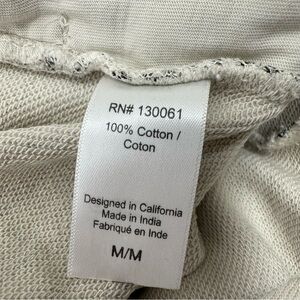 RN# 130061
100% Cotton /
Coton
Designed in California
Made in India
Fabriqué en Inde
M/M